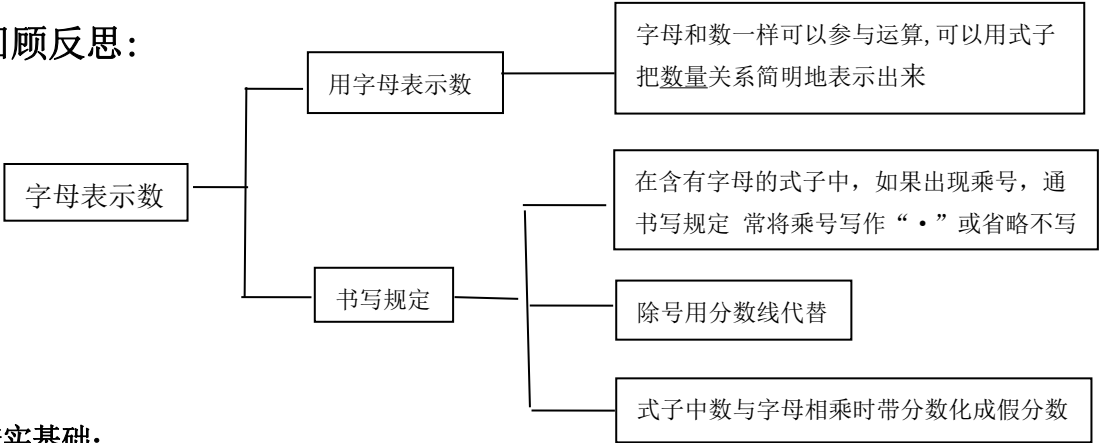 顾反思：
字母和数一样可以参与运算,可以用式子
把数量关系简明地表示出来
用字母表示数
字母表示数
在含有字母的式子中，如果出现乘号，通
书写规定 常将乘号写作“•”或省略不写
书写规定
除号用分数线代替
式子中数与字母相乘时带分数化成假分数
实基础：